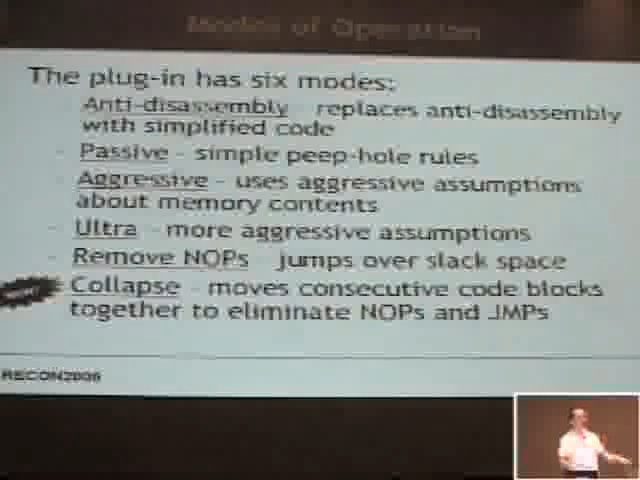 Modes of Operation
The plug-in has six modes:
- Anti-disassembly - replaces anti-disassembly
with simplified code
- Passive - simple peep-hole rules
- Aggressive - uses aggressive assumptions
about memory contents
- Ultra - more aggressive assumptions
- Remove NOPs - jumps over slack space
Collapse - moves consecutive code blocks
together to eliminate NOPs and JMPs